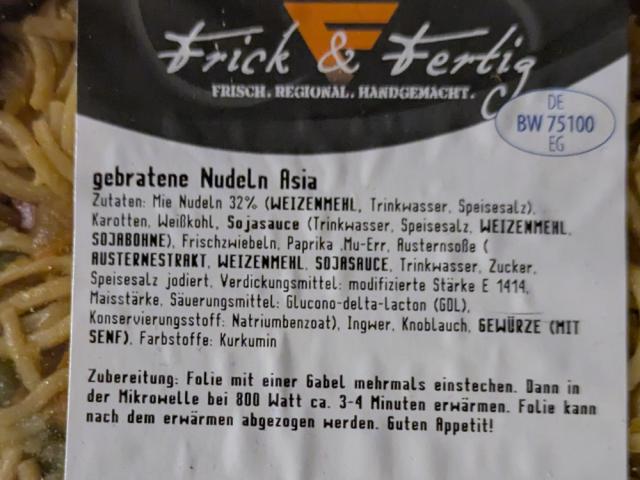 Frick & Fertig
FRISCH. REGIONAL. HANDGEMACHT.
DE
BW 75100
EG
gebratene Nudeln Asia
Zutaten: Mie Nudeln 32% (WEIZENMEHL, Trinkwasser, Speisesalz),
Karotten, Weißkohl, Sojasauce (Trinkwasser, Speisesalz, WEIZENMEHL,
SOJABOHNE), Frischzwiebeln, Paprika ,Mu-Err, Austernsoße (
AUSTERNESTRAKT, WEIZENMEHL, SOJASAUCE, Trinkwasser, Zucker,
Speisesalz jodiert, Verdickungsmittel: modifizierte Stärke E 1414,
Maisstärke, Säuerungsmittel: Glucono-delta-Lacton (GDL),
Konservierungsstoff: Natriumbenzoat), Ingwer, Knoblauch, GEWÜRZE (MIT
SENF), Farbstoffe: Kurkumin
Zubereitung: Folie mit einer Gabel mehrmals einstechen. Dann in
der Mikrowelle bei 800 Watt ca. 3-4 Minuten erwärmen. Folie kann
nach dem erwärmen abgezogen werden. Guten Appetit!